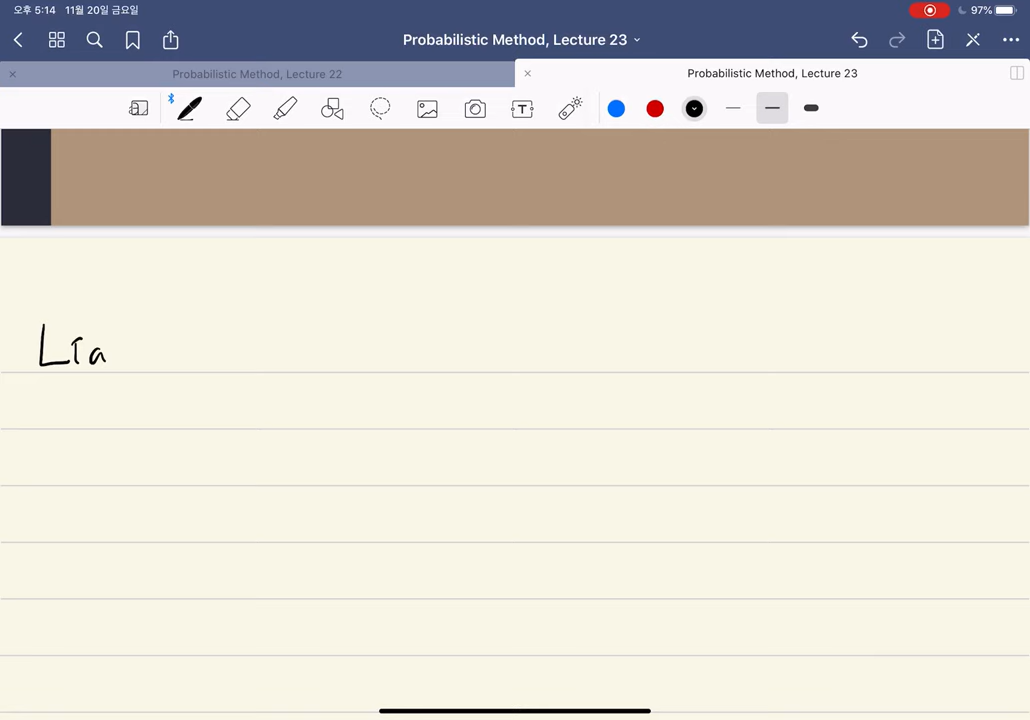 오후 5:14 11월 20일 금요일
97%
Probabilistic Method, Lecture 23
Probabilistic Method, Lecture 22
Probabilistic Method, Lecture 23
Lia